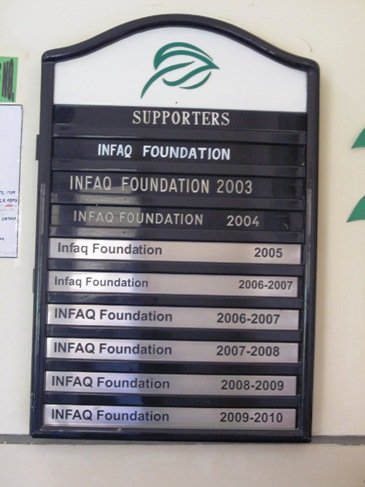 SUPPORTERS
INFAQ FOUNDATION
INFAQ FOUNDATION 2003
INFAQ FOUNDATION 2004
Infaq Foundation 2005
Infaq Foundation 2006-2007
INFAQ Foundation 2006-2007
INFAQ Foundation 2007-2008
INFAQ Foundation 2008-2009
INFAQ Foundation 2009-2010